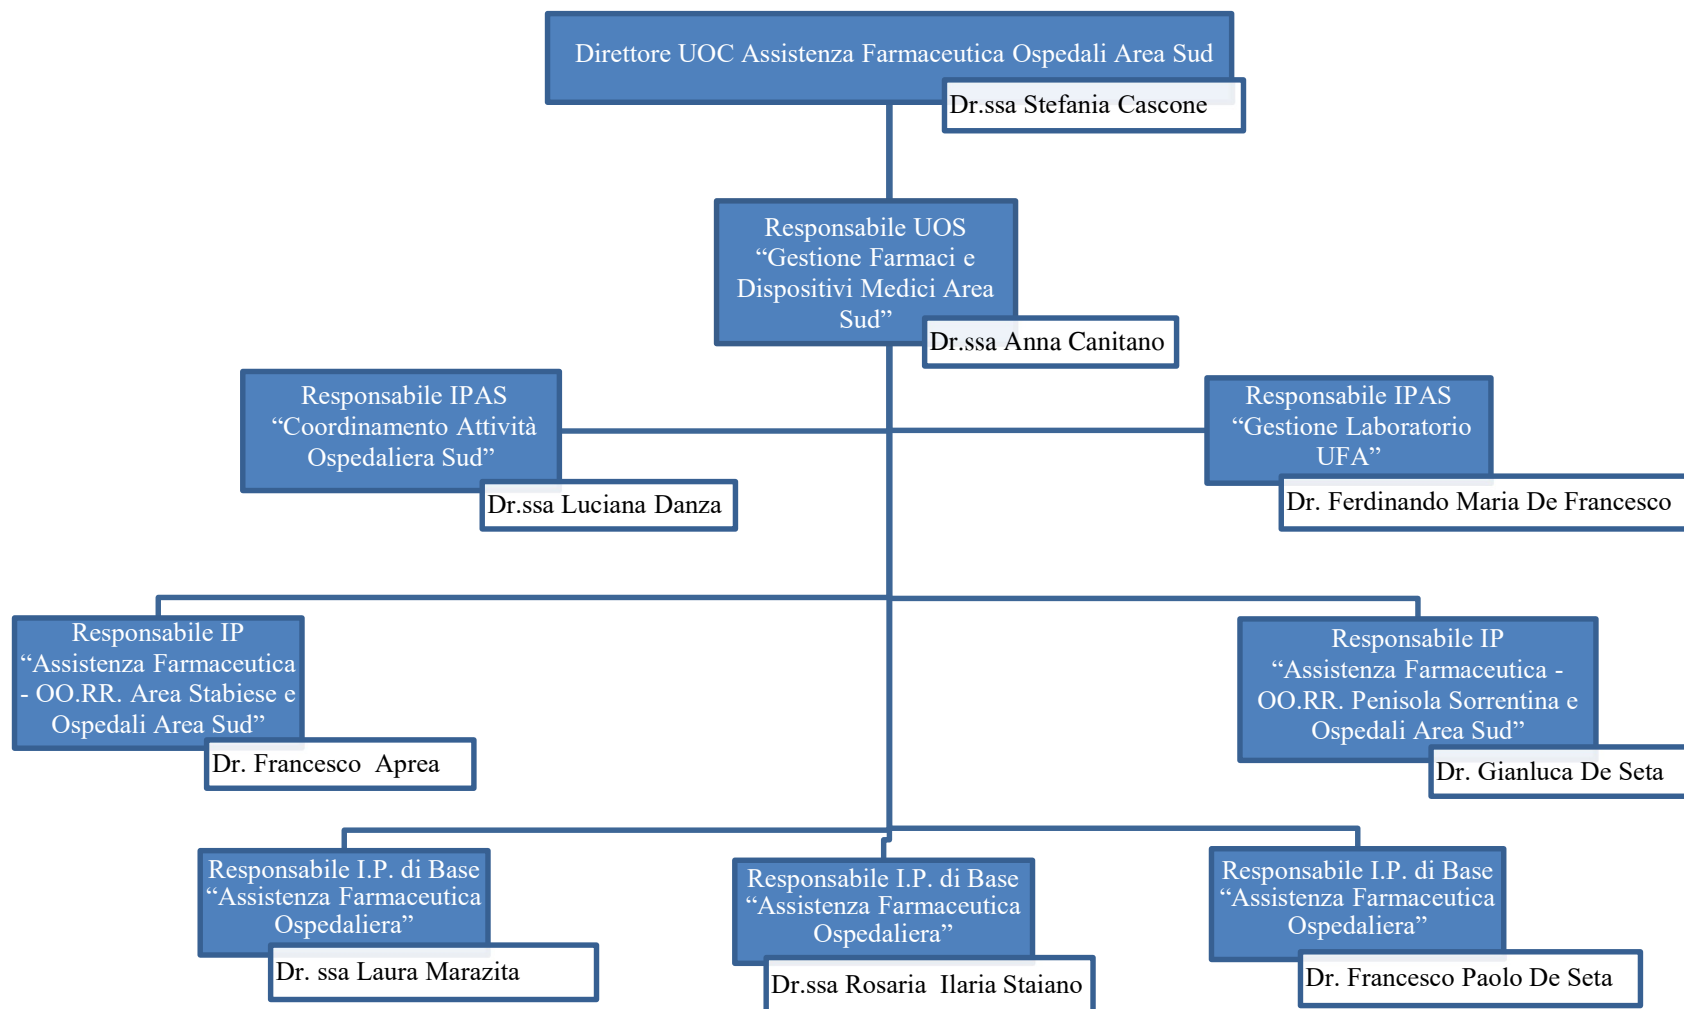 Direttore UOC Assistenza Farmaceutica Ospedali Area Sud
Dr.ssa Stefania Cascone
Responsabile UOS
“Gestione Farmaci e
Dispositivi Medici Area
Sud”
Dr.ssa Anna Canitano
Responsabile IPAS
“Coordinamento Attività
Ospedaliera Sud”
Dr.ssa Luciana Danza
Responsabile IPAS
“Gestione Laboratorio
UFA”
Dr. Ferdinando Maria De Francesco
Responsabile IP
“Assistenza Farmaceutica
- OO.RR. Area Stabiese e
Ospedali Area Sud”
Dr. Francesco  Aprea
Responsabile IP
“Assistenza Farmaceutica -
OO.RR. Penisola Sorrentina e
Ospedali Area Sud”
Dr. Gianluca De Seta
Responsabile I.P. di Base
“Assistenza Farmaceutica
Ospedaliera”
Dr. ssa Laura Marazita
Responsabile I.P. di Base
“Assistenza Farmaceutica
Ospedaliera”
Dr.ssa Rosaria  Ilaria Staiano
Responsabile I.P. di Base
“Assistenza Farmaceutica
Ospedaliera”
Dr. Francesco Paolo De Seta